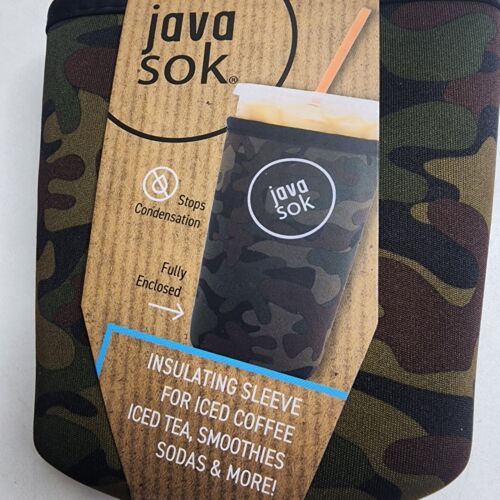 java
sok®
java
sok
Stops
Condensation
Fully
Enclosed
INSULATING SLEEVE
FOR ICED COFFEE
ICED TEA, SMOOTHIES
SODAS & MORE!